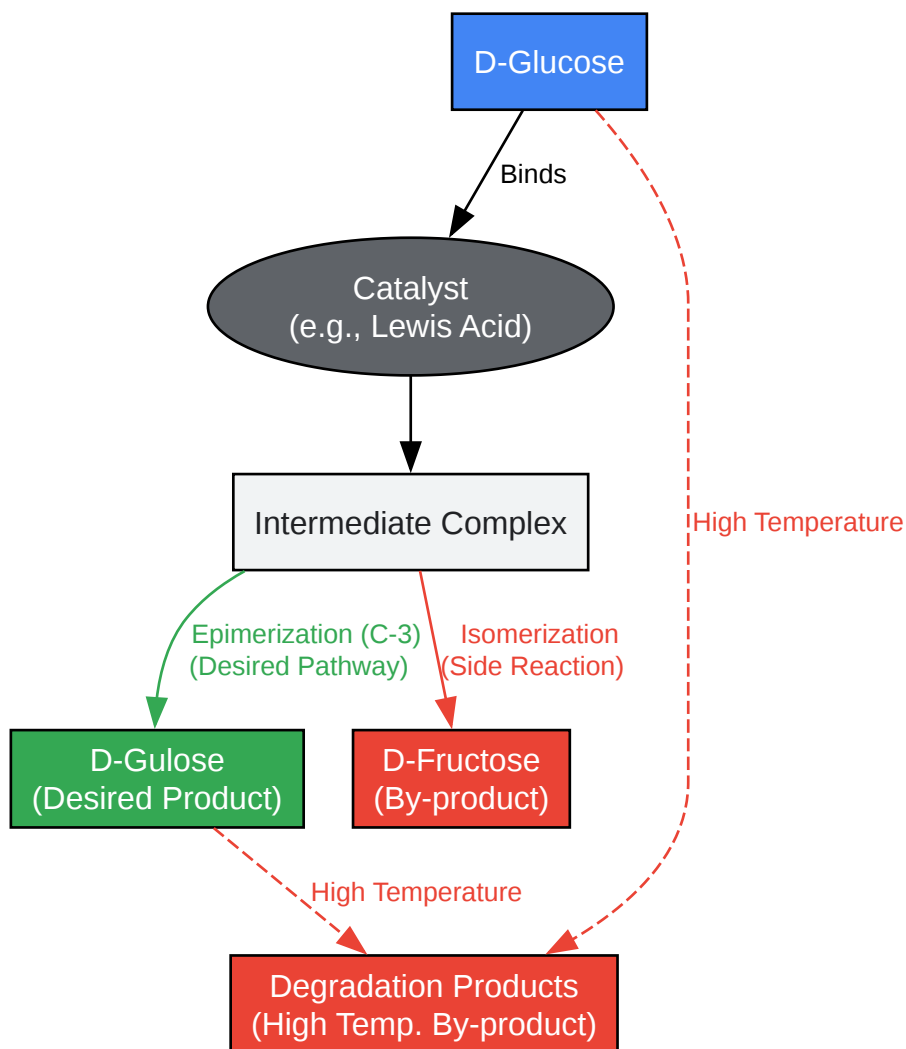 D-Glucose
Binds
Catalyst
(e.g., Lewis Acid)
Intermediate Complex
High Temperature
Epimerization (C-3)
(Desired Pathway)
Isomerization
(Side Reaction)
D-Gulose
(Desired Product)
D-Fructose
(By-product)
High Temperature
Degradation Products
(High Temp. By-product)